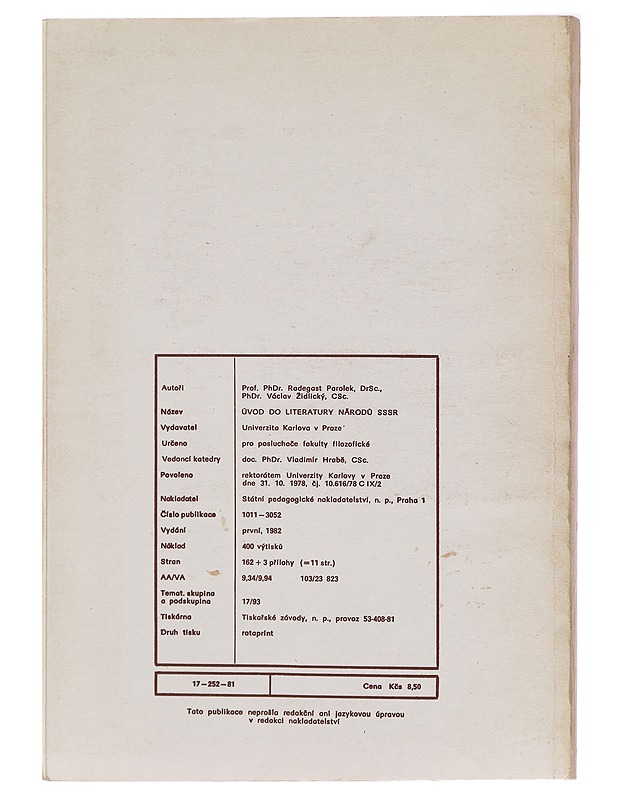 Autoři Prof. PhDr. Radegast Parolek, DrSc.,
PhDr. Václav Židlický, CSc.
Název ÚVOD DO LITERATURY NÁRODŮ SSSR
Vydavatel Univerzita Karlova v Praze
Určeno pro posluchače fakulty filozofické
Vedoucí katedry doc. PhDr. Vladimír Hrabě, CSc.
Povoleno rektorátem Univerzity Karlovy v Praze
dne 31. 10. 1978, čj. 10.616/78 C IX/2
Nakladatel Státní pedagogické nakladatelství, n. p., Praha 1
Číslo publikace 1011—3052
Vydání první, 1982
Náklad 400 výtisků
Stran 162 + 3 přílohy (=11 str.)
AA/VA 9,34/9,94 103/23 823
Temat. skupina
a podskupina 17/93
Tiskárna Tiskařské závody, n. p., provoz 53-408-81
Druh tisku rotaprint
17—252—81 Cena Kčs 8,50
Tato publikace neprošla redakční ani jazykovou úpravou
v redakci nakladatelství